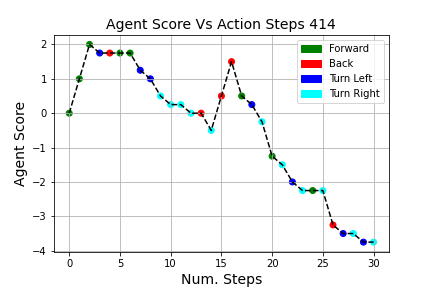 Agent Score Vs Action Steps 414
Agent Score
2
1
0
−1
−2
−3
−4
Forward
Back
Turn Left
Turn Right
0 5 10 15 20 25 30
Num. Steps